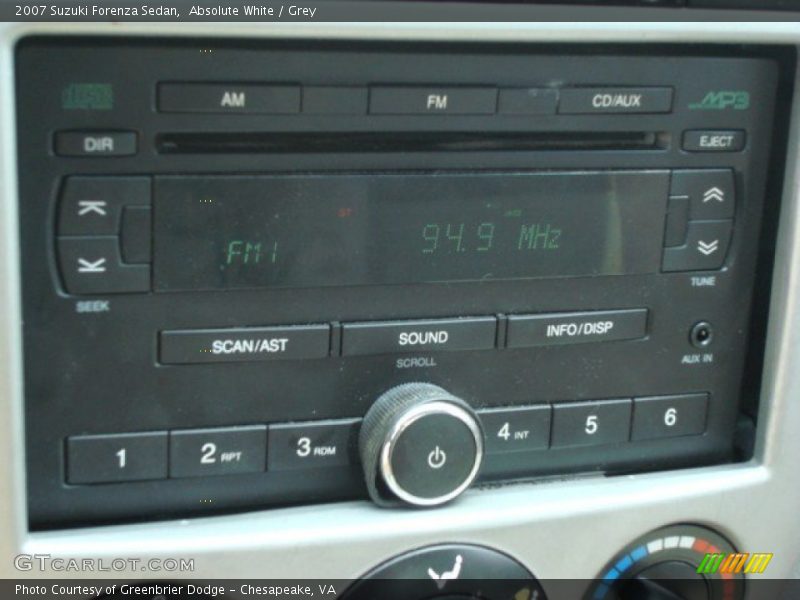 2007 Suzuki Forenza Sedan,  Absolute White / Grey
AM FM CD/AUX MP3
DIR EJECT
ST
FM1 94.9 MHz
SEEK TUNE
SCAN/AST SOUND INFO/DISP
SCROLL
AUX IN
1 2 RPT 3 RDM 4 INT 5 6
GTCARLOT.COM
Photo Courtesy of Greenbrier Dodge - Chesapeake, VA